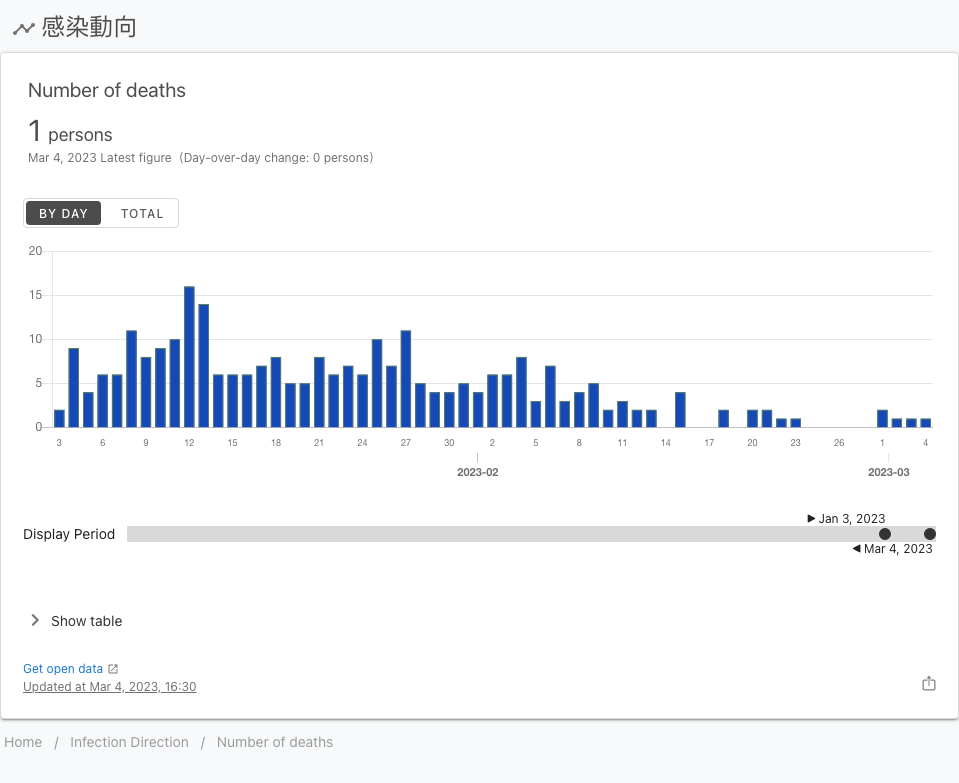 感染動向
Number of deaths
1 persons
Mar 4, 2023 Latest figure (Day-over-day change: 0 persons)
BY DAY TOTAL
20
15
10
5
0
3 6 9 12 15 18 21 24 27 30 2 5 8 11 14 17 20 23 26 1 4
2023-02 2023-03
Jan 3, 2023
Display Period
Mar 4, 2023
Show table
Get open data
Updated at Mar 4, 2023, 16:30
Home / Infection Direction / Number of deaths